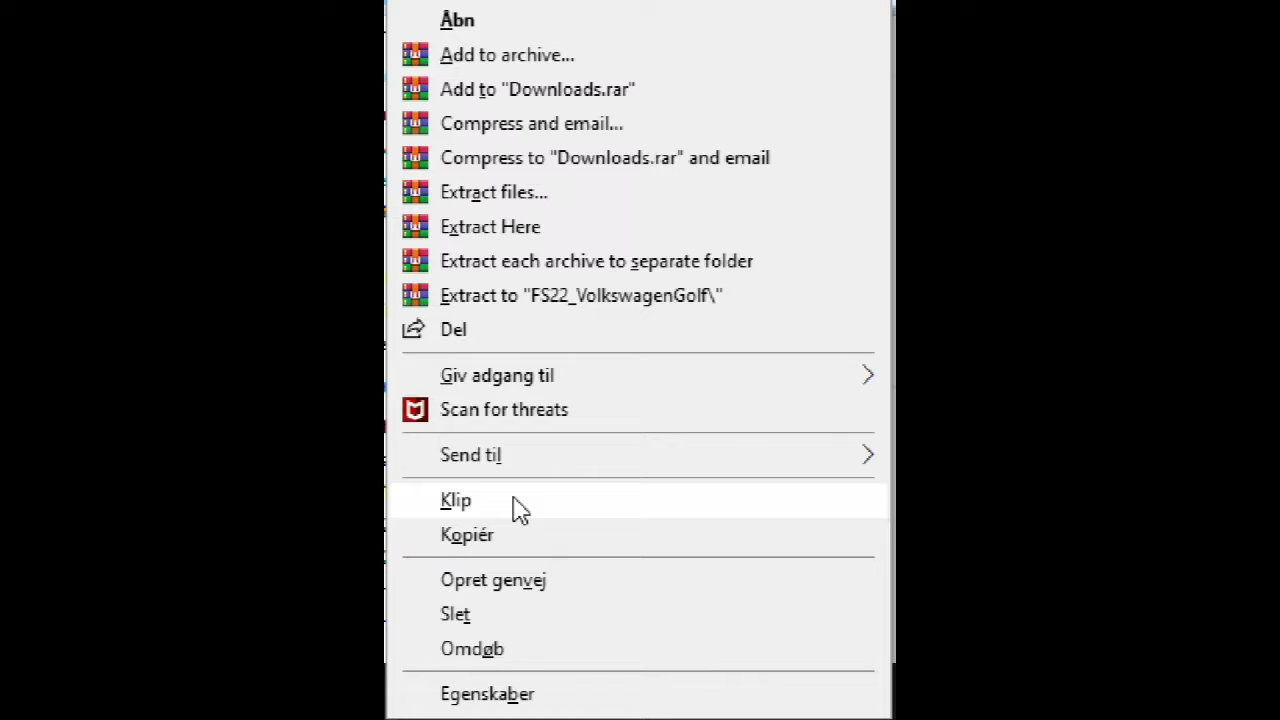 Åbn
Add to archive...
Add to "Downloads.rar"
Compress and email...
Compress to "Downloads.rar" and email
Extract files...
Extract Here
Extract each archive to separate folder
Extract to "FS22_VolkswagenGolf\"
Del
Giv adgang til
Scan for threats
Send til
Klip
Kopiér
Opret genvej
Slet
Omdøb
Egenskaber